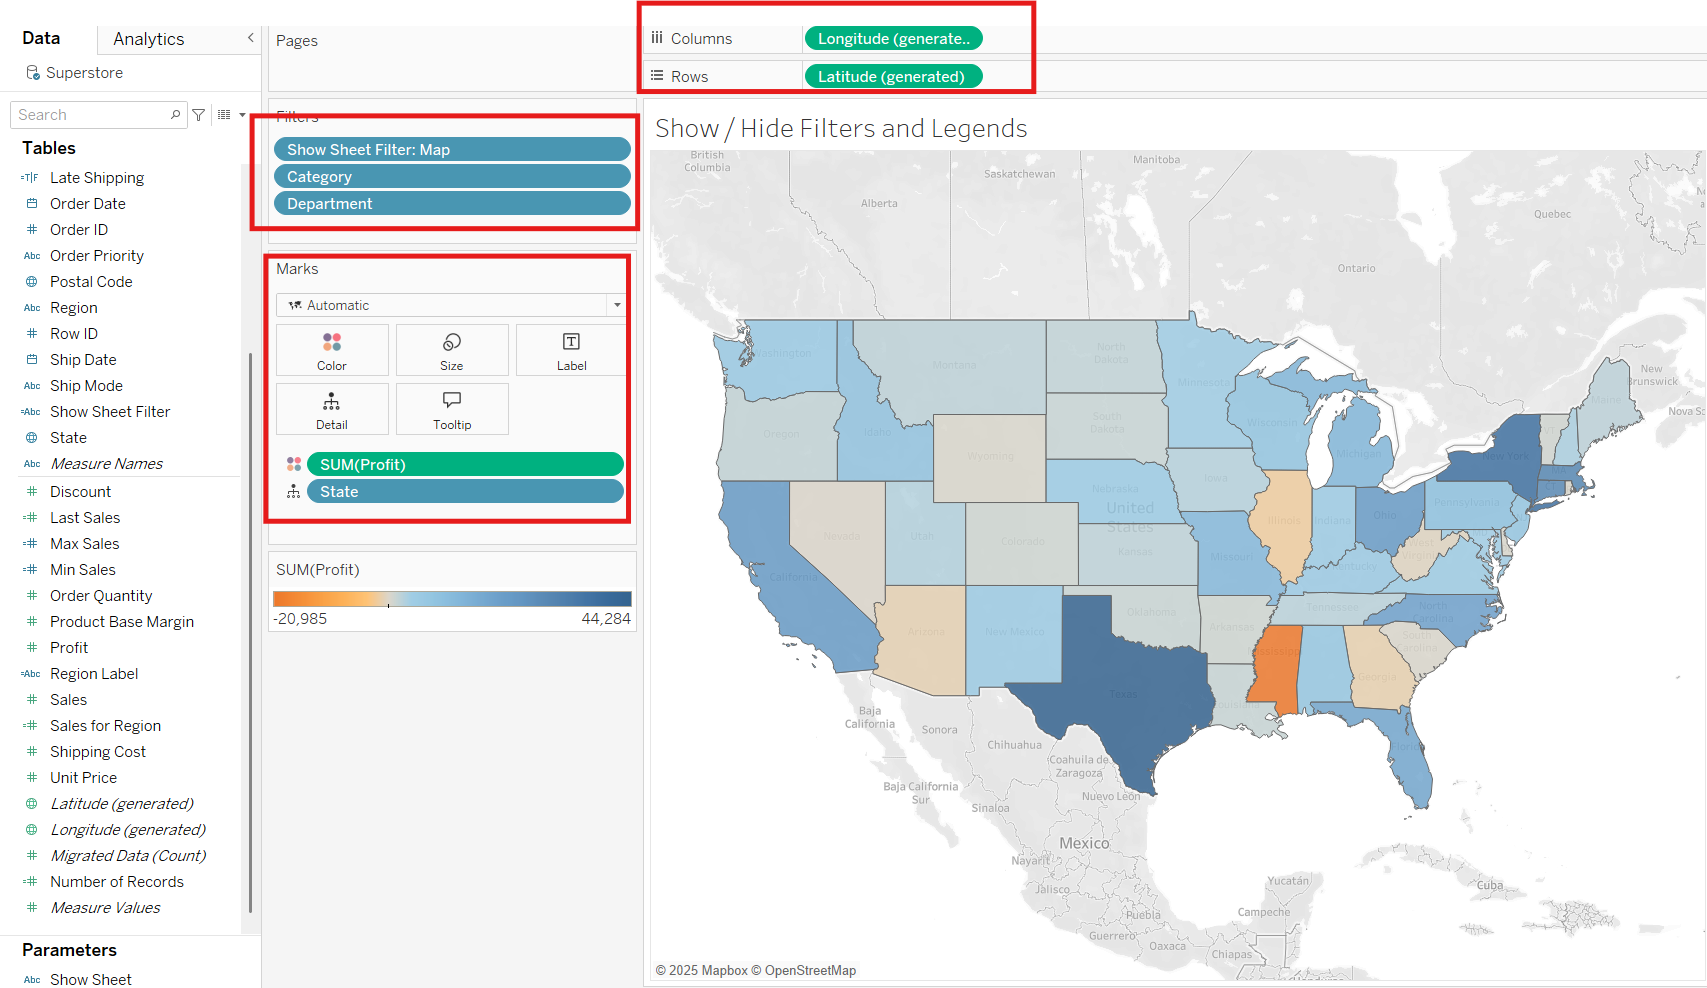 Data
Analytics
Superstore
Search
Tables
Late Shipping
Order Date
Order ID
Order Priority
Postal Code
Region
Row ID
Ship Date
Ship Mode
Show Sheet Filter
State
Measure Names
Discount
Last Sales
Max Sales
Min Sales
Order Quantity
Product Base Margin
Profit
Region Label
Sales
Sales for Region
Shipping Cost
Unit Price
Latitude (generated)
Longitude (generated)
Migrated Data (Count)
Number of Records
Measure Values
Parameters
Show Sheet
Pages
Filters
Show Sheet Filter: Map
Category
Department
Marks
Automatic
Color
Size
Label
Detail
Tooltip
SUM(Profit)
State
SUM(Profit)
-20,985
44,284
Columns
Longitude (generate..
Rows
Latitude (generated)
Show / Hide Filters and Legends
British
Columbia
Alberta
Saskatchewan
Manitoba
Ontario
Quebec
New
Brunswick
Nova Sc
Washington
Montana
North
Dakota
Minnesota
Oregon
Idaho
Wyoming
South
Dakota
Wisconsin
Michigan
New York
Maine
VT
MA
CT
Nevada
Utah
Colorado
Nebraska
Iowa
United
States
Kansas
Illinois
Indiana
Ohio
Pennsylvania
West
Virginia
Missouri
Kentucky
California
Arizona
New Mexico
Oklahoma
Arkansas
Tennessee
North
Carolina
South
Carolina
Mississippi
Georgia
Texas
Louisiana
Florida
Baja
California
Sonora
Chihuahua
Coahuila de
Zaragoza
Baja California
Sur
Sinaloa
Nuevo León
Mexico
Nayarit
Jalisco
Puebla
Guerrero
Oaxaca
Yucatán
Campeche
Chiapas
Cuba
Honduras
© 2025 Mapbox © OpenStreetMap